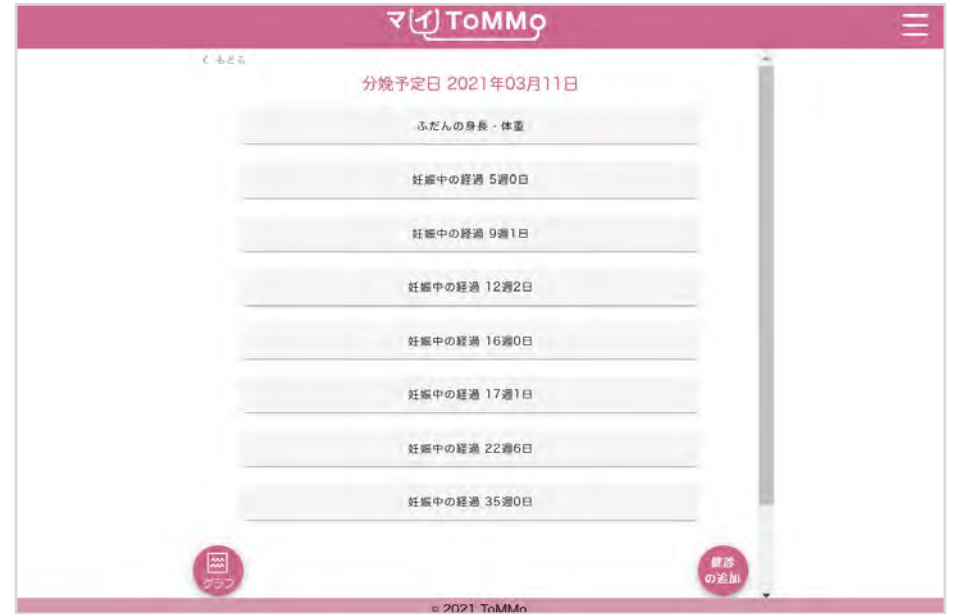 マイToMMo
< もどる
分娩予定日 2021年03月11日
ふだんの身長・体重
妊娠中の経過 5週0日
妊娠中の経過 9週1日
妊娠中の経過 12週2日
妊娠中の経過 16週0日
妊娠中の経過 17週1日
妊娠中の経過 22週6日
妊娠中の経過 35週0日
グラフ
健診
の追加
© 2021 ToMMo